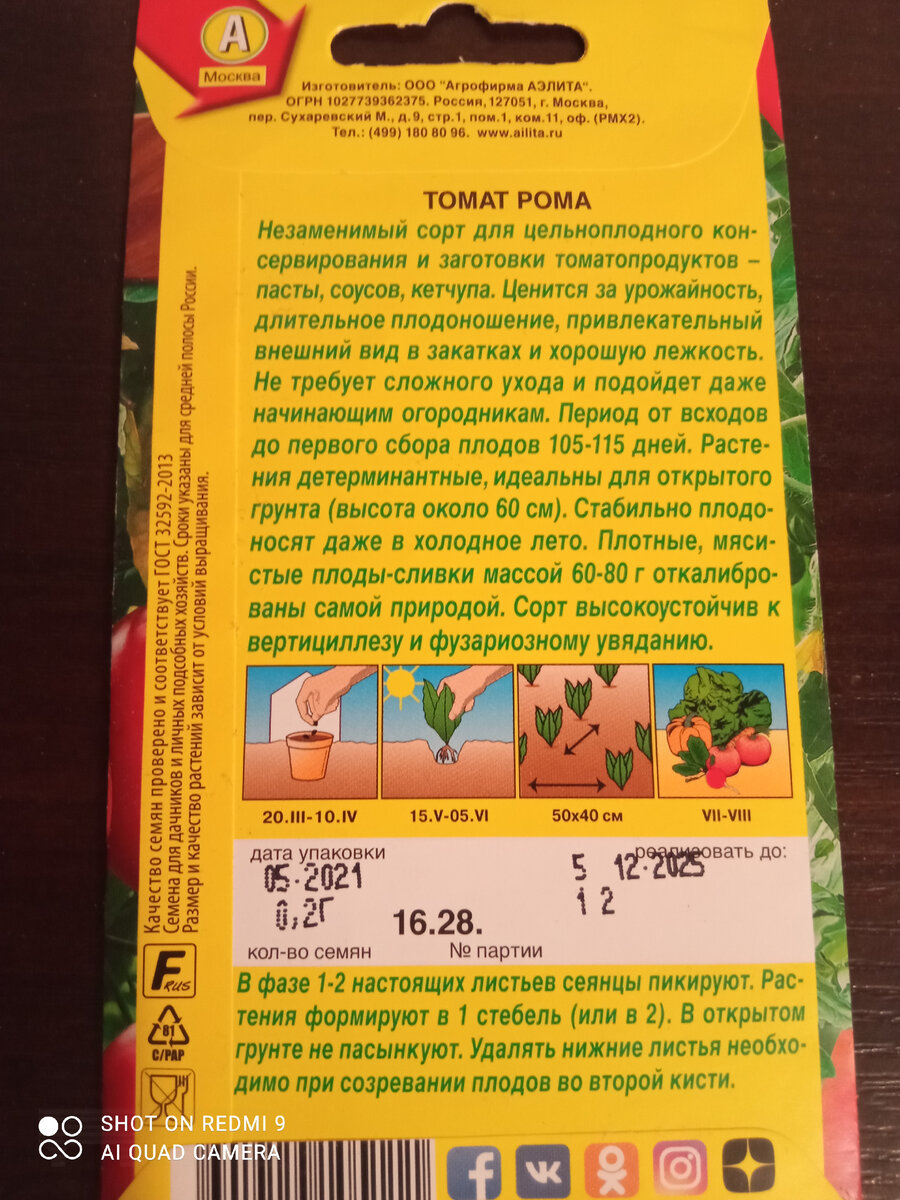 А
Москва
Изготовитель: ООО "Агрофирма АЭЛИТА".
ОГРН 1027739362375. Россия, 127051, г. Москва,
пер. Сухаревский М., д.9, стр.1, пом.1, ком.11, оф. (РМХ2).
Тел.: (499) 180 80 96. www.ailita.ru
ТОМАТ РОМА
Незаменимый сорт для цельноплодного кон-
сервирования и заготовки томатопродуктов –
пасты, соусов, кетчупа. Ценится за урожайность,
длительное плодоношение, привлекательный
внешний вид в закатках и хорошую лежкость.
Не требует сложного ухода и подойдет даже
начинающим огородникам. Период от всходов
до первого сбора плодов 105-115 дней. Расте-
ния детерминантные, идеальны для открытого
грунта (высота около 60 см). Стабильно плодо-
носят даже в холодное лето. Плотные, мяси-
стые плоды-сливки массой 60-80 г откалибро-
ваны самой природой. Сорт высокоустойчив к
вертициллезу и фузариозному увяданию.
Качество семян проверено и соответствует ГОСТ 32592-2013
Семена для дачников и личных подсобных хозяйств. Сроки указаны для средней полосы России.
Размер и качество растений зависит от условий выращивания.
20.III-10.IV
15.V-05.VI
50х40 см
VII-VIII
дата упаковки
реализовать до:
05.2021
5 12.2025
0,2Г
16.28.
1 2
кол-во семян
№ партии
В фазе 1-2 настоящих листьев сеянцы пикируют. Рас-
тения формируют в 1 стебель (или в 2). В открытом
грунте не пасынкуют. Удалять нижние листья необхо-
димо при созревании плодов во второй кисти.
F RUS
81
C/PAP
SHOT ON REDMI 9
AI QUAD CAMERA